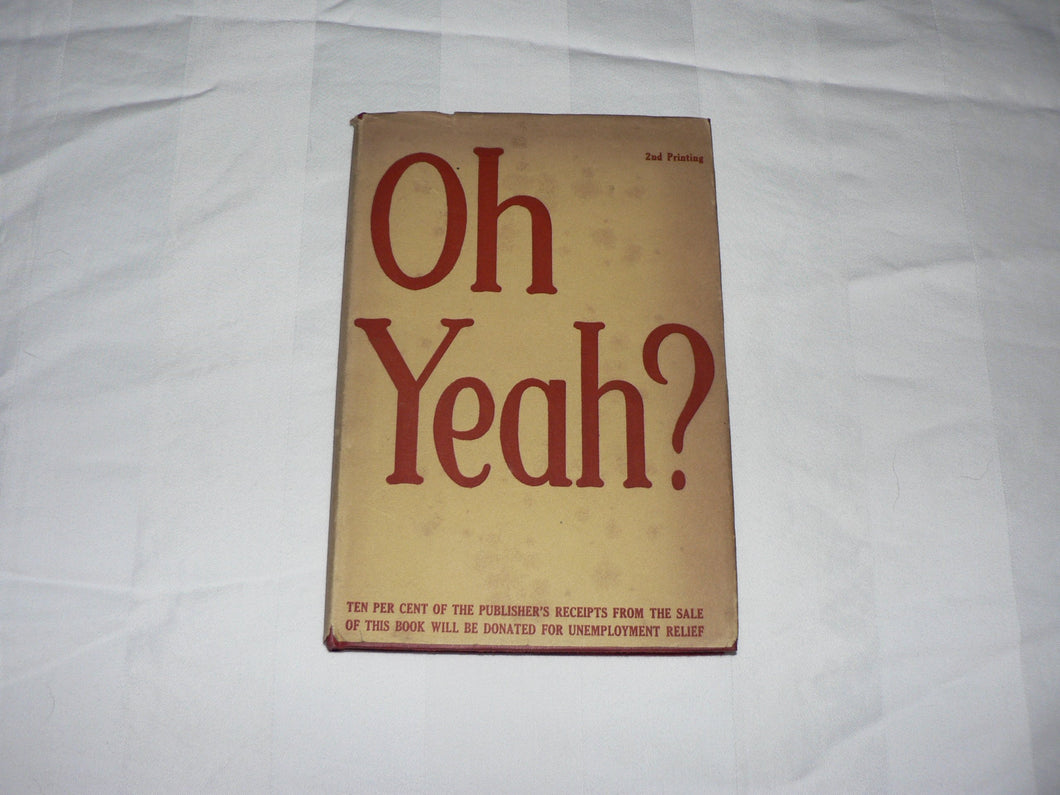 2nd Printing
Oh
Yeah?
TEN PER CENT OF THE PUBLISHER'S RECEIPTS FROM THE SALE
OF THIS BOOK WILL BE DONATED FOR UNEMPLOYMENT RELIEF